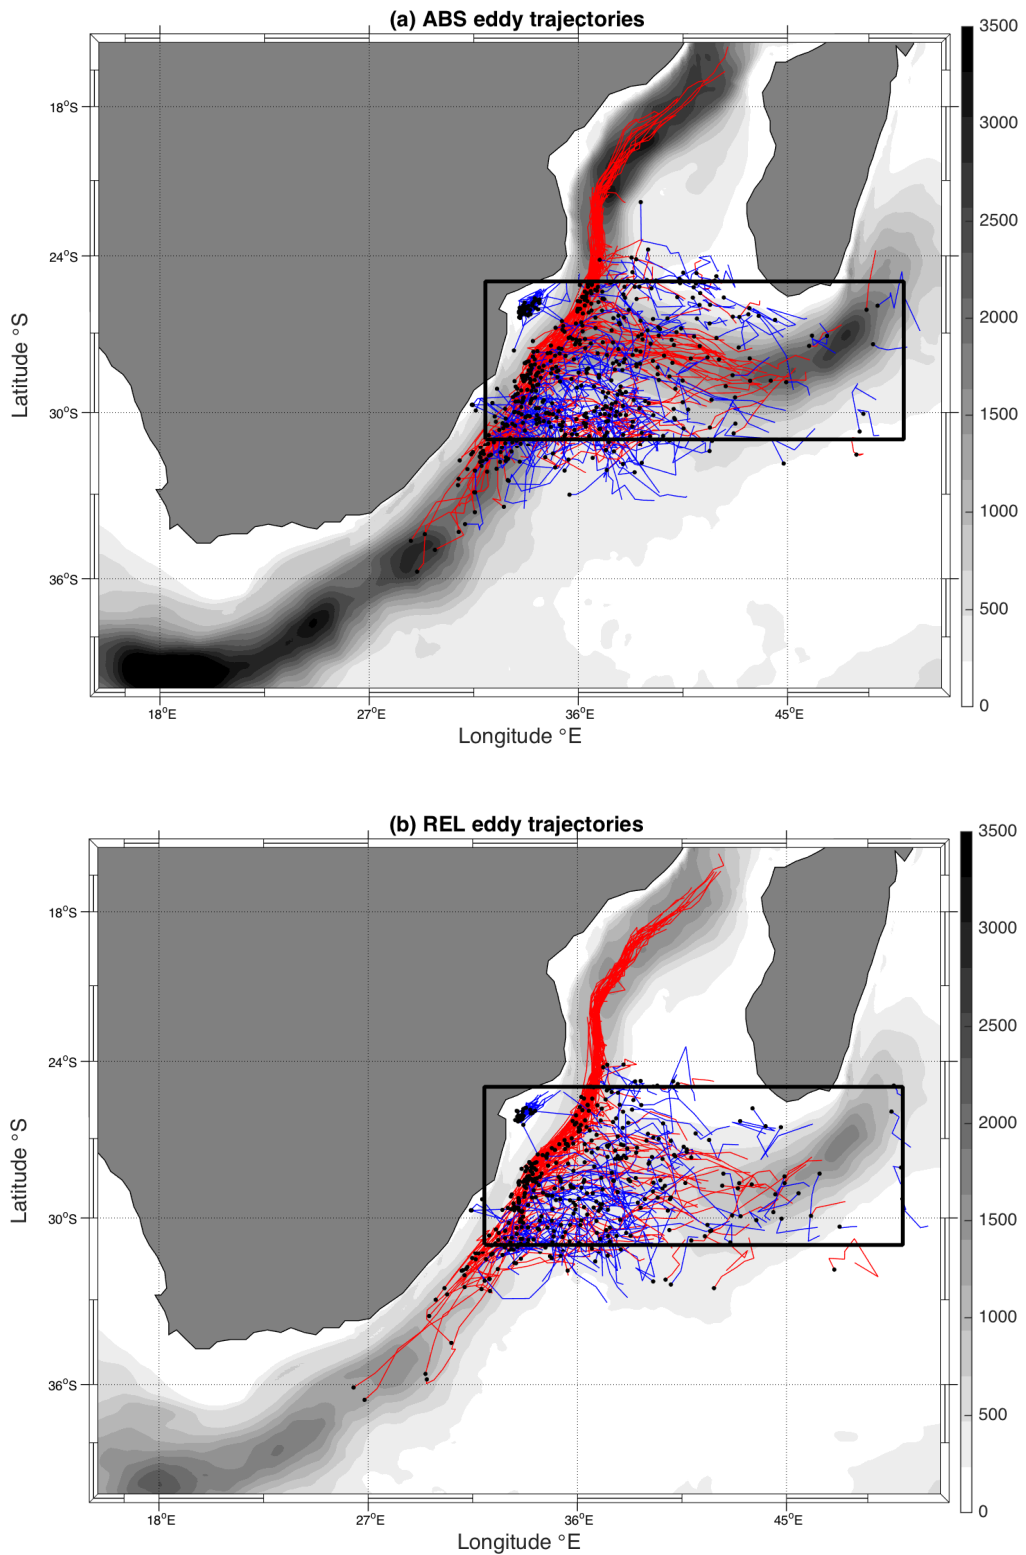 (a) ABS eddy trajectories
3500
3000
2500
2000
1500
1000
500
0
18°S
24°S
30°S
36°S
Latitude °S
18°E
27°E
36°E
45°E
Longitude °E
(b) REL eddy trajectories
3500
3000
2500
2000
1500
1000
500
0
18°S
24°S
30°S
36°S
Latitude °S
18°E
27°E
36°E
45°E
Longitude °E